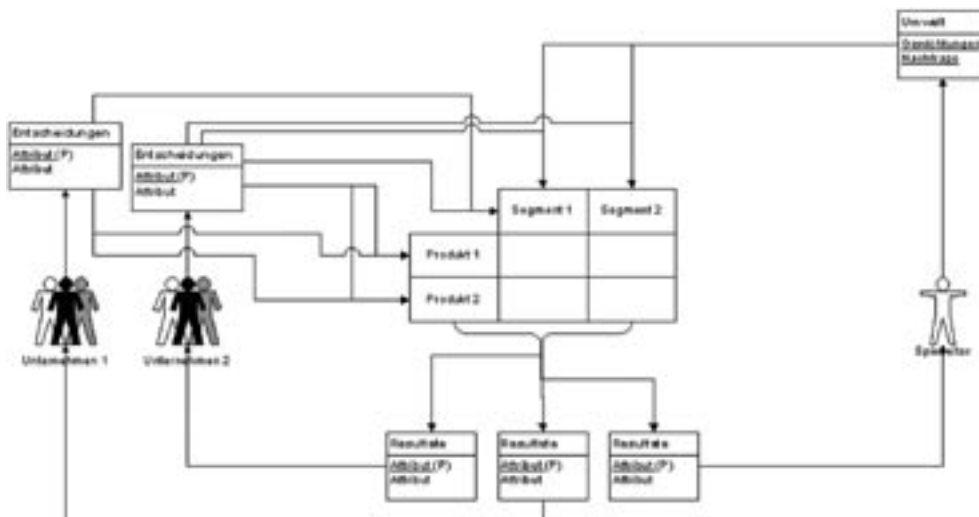 Umwelt
Nachfrage
Entscheidungen
Attribut (P)
Attribut
Entscheidungen
Attribut (P)
Attribut
Segment 1
Segment 2
Produkt 1
Produkt 2
Unternehmen 1
Unternehmen 2
Spielleiter
Resultate
Attribut (P)
Attribut
Resultate
Attribut (P)
Attribut
Resultate
Attribut (P)
Attribut